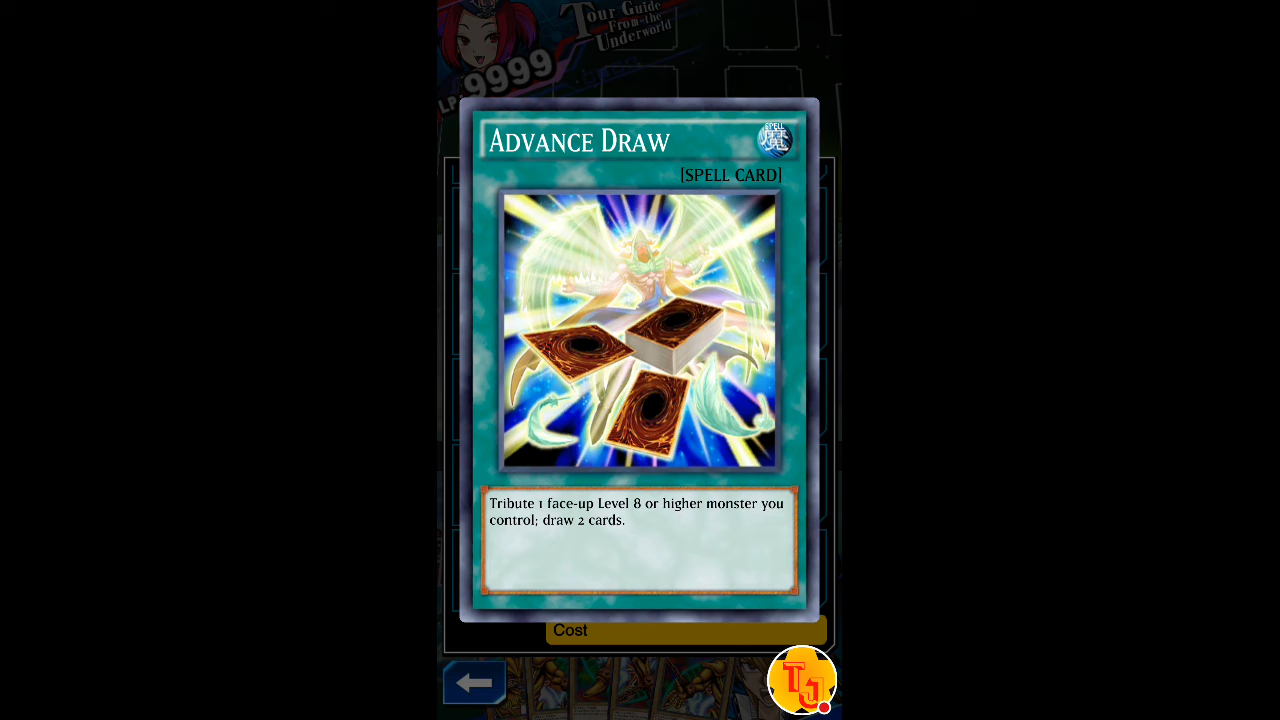 Tour Guide
From the
Underworld
LP: 9999
ADVANCE DRAW
SPELL
[SPELL CARD]
Tribute 1 face-up Level 8 or higher monster you
control; draw 2 cards.
Cost
TJ